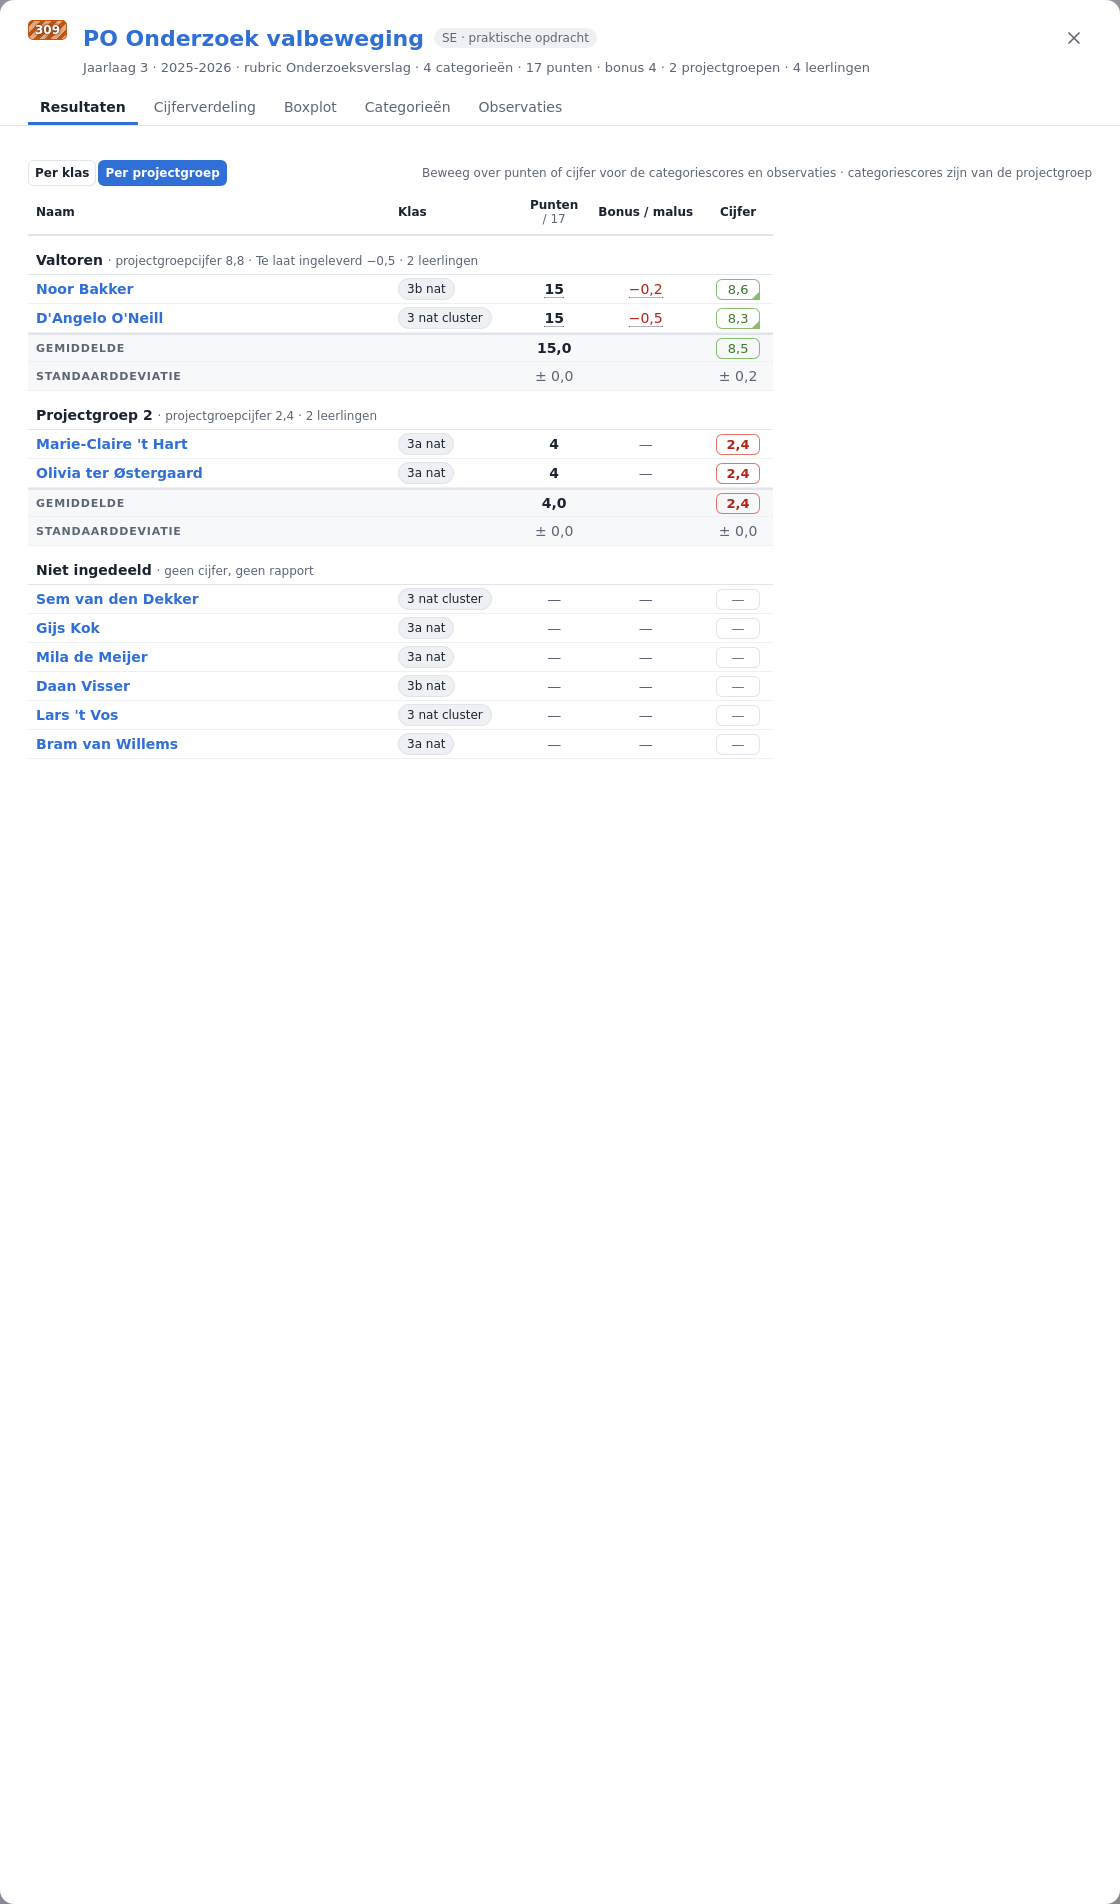 309
PO Onderzoek valbeweging SE · praktische opdracht
Jaarlaag 3 · 2025-2026 · rubric Onderzoeksverslag · 4 categorieën · 17 punten · bonus 4 · 2 projectgroepen · 4 leerlingen
Resultaten Cijferverdeling Boxplot Categorieën Observaties
Per klas Per projectgroep Beweeg over punten of cijfer voor de categoriescores en observaties · categoriescores zijn van de projectgroep
Naam Klas Punten / 17 Bonus / malus Cijfer
Valtoren · projectgroepcijfer 8,8 · Te laat ingeleverd −0,5 · 2 leerlingen
Noor Bakker 3b nat 15 −0,2 8,6
D'Angelo O'Neill 3 nat cluster 15 −0,5 8,3
GEMIDDELDE 15,0 8,5
STANDAARDDEVIATIE ± 0,0 ± 0,2
Projectgroep 2 · projectgroepcijfer 2,4 · 2 leerlingen
Marie-Claire 't Hart 3a nat 4 — 2,4
Olivia ter Østergaard 3a nat 4 — 2,4
GEMIDDELDE 4,0 2,4
STANDAARDDEVIATIE ± 0,0 ± 0,0
Niet ingedeeld · geen cijfer, geen rapport
Sem van den Dekker 3 nat cluster — — —
Gijs Kok 3a nat — — —
Mila de Meijer 3a nat — — —
Daan Visser 3b nat — — —
Lars 't Vos 3 nat cluster — — —
Bram van Willems 3a nat — — —